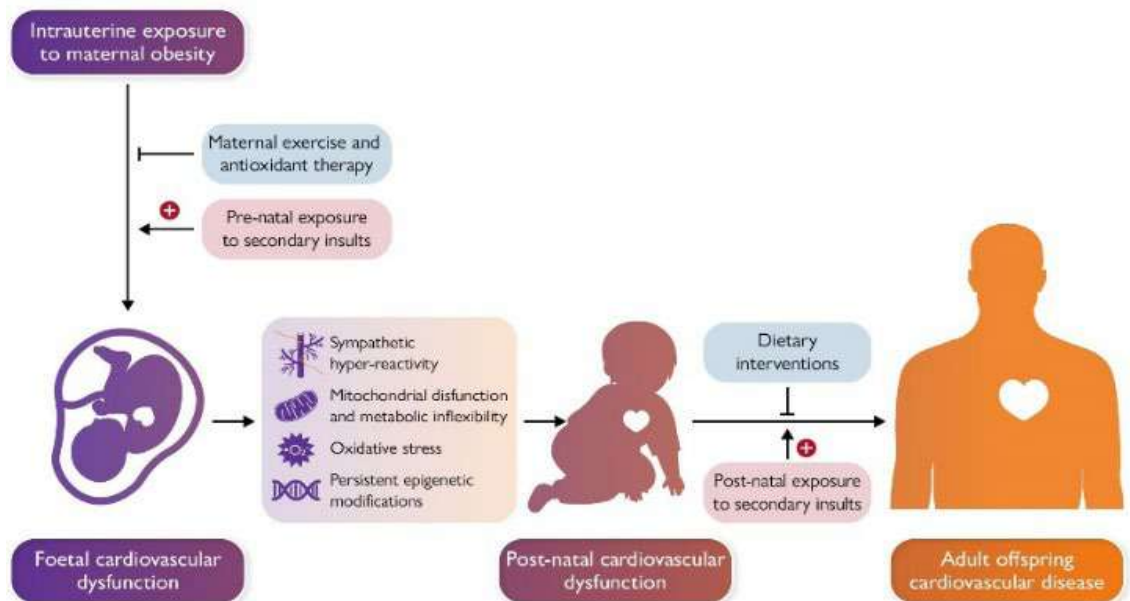 Intrauterine exposure
to maternal obesity
Maternal exercise and
antioxidant therapy
Pre-natal exposure
to secondary insults
Sympathetic
hyper-reactivity
Mitochondrial disfunction
and metabolic inflexibility
O₂
Oxidative stress
Persistent epigenetic
modifications
Dietary
interventions
Post-natal exposure
to secondary insults
Foetal cardiovascular
dysfunction
Post-natal cardiovascular
dysfunction
Adult offspring
cardiovascular disease